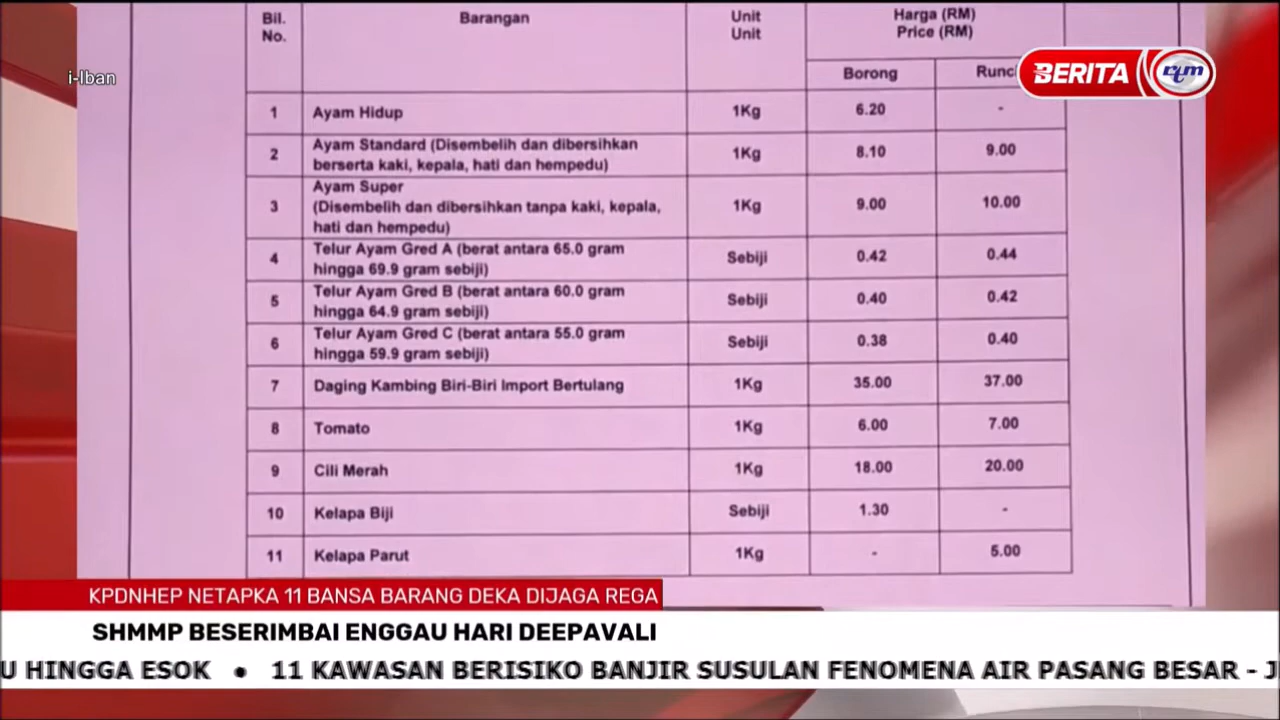 i-Iban
BERITA rtm
Bil. Barangan Unit Harga (RM)
No. Unit Price (RM)
Borong Runc
1 Ayam Hidup 1Kg 6.20 -
2 Ayam Standard (Disembelih dan dibersihkan 1Kg 8.10 9.00
berserta kaki, kepala, hati dan hempedu)
3 Ayam Super 1Kg 9.00 10.00
(Disembelih dan dibersihkan tanpa kaki, kepala,
hati dan hempedu)
4 Telur Ayam Gred A (berat antara 65.0 gram Sebiji 0.42 0.44
hingga 69.9 gram sebiji)
5 Telur Ayam Gred B (berat antara 60.0 gram Sebiji 0.40 0.42
hingga 64.9 gram sebiji)
6 Telur Ayam Gred C (berat antara 55.0 gram Sebiji 0.38 0.40
hingga 59.9 gram sebiji)
7 Daging Kambing Biri-Biri Import Bertulang 1Kg 35.00 37.00
8 Tomato 1Kg 6.00 7.00
9 Cili Merah 1Kg 18.00 20.00
10 Kelapa Biji Sebiji 1.30 -
11 Kelapa Parut 1Kg - 5.00
KPDNHEP NETAPKA 11 BANSA BARANG DEKA DIJAGA REGA
SHMMP BESERIMBAI ENGGAU HARI DEEPAVALI
U HINGGA ESOK ● 11 KAWASAN BERISIKO BANJIR SUSULAN FENOMENA AIR PASANG BESAR - J